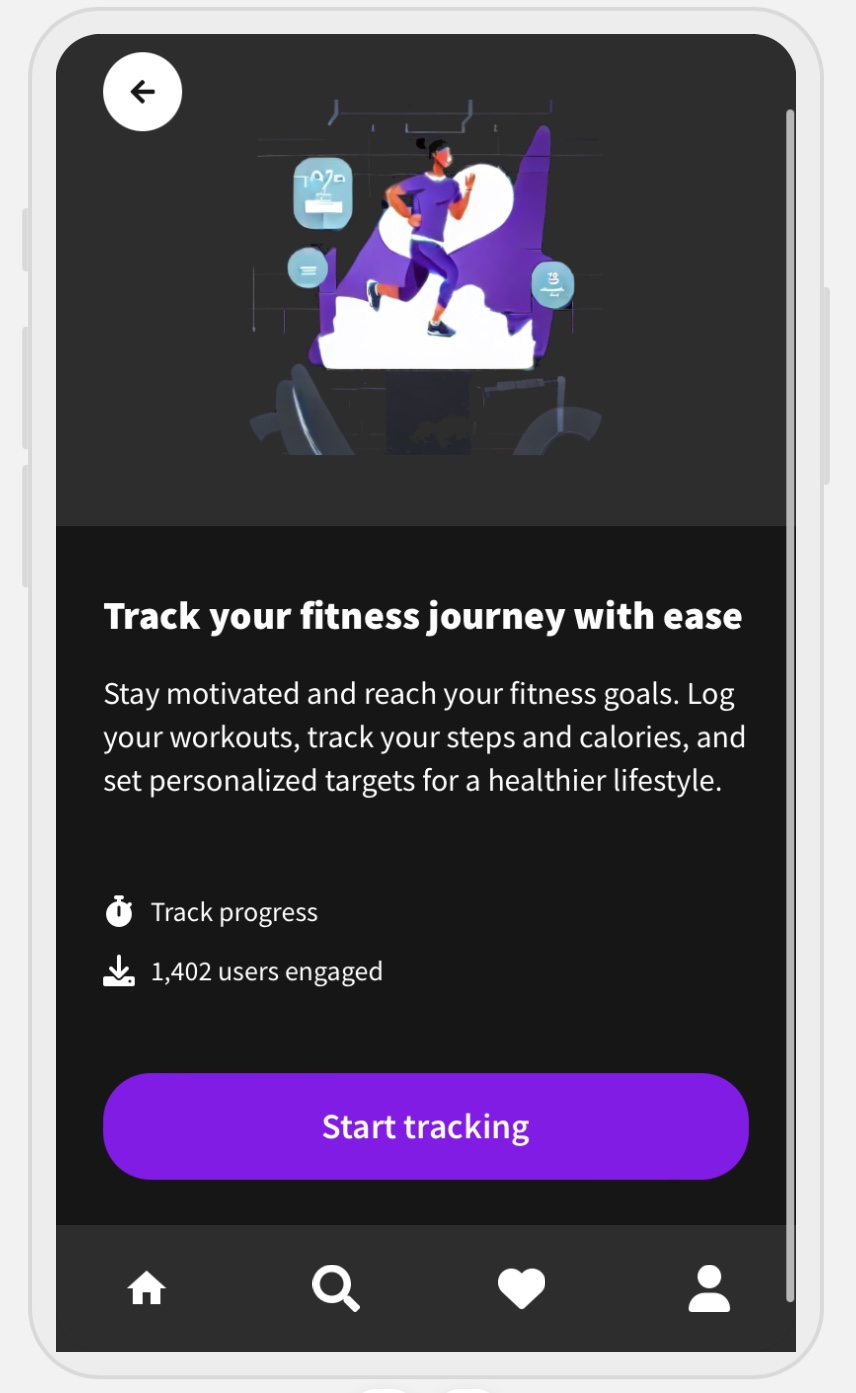 Track your fitness journey with ease
Stay motivated and reach your fitness goals. Log
your workouts, track your steps and calories, and
set personalized targets for a healthier lifestyle.
Track progress
1,402 users engaged
Start tracking